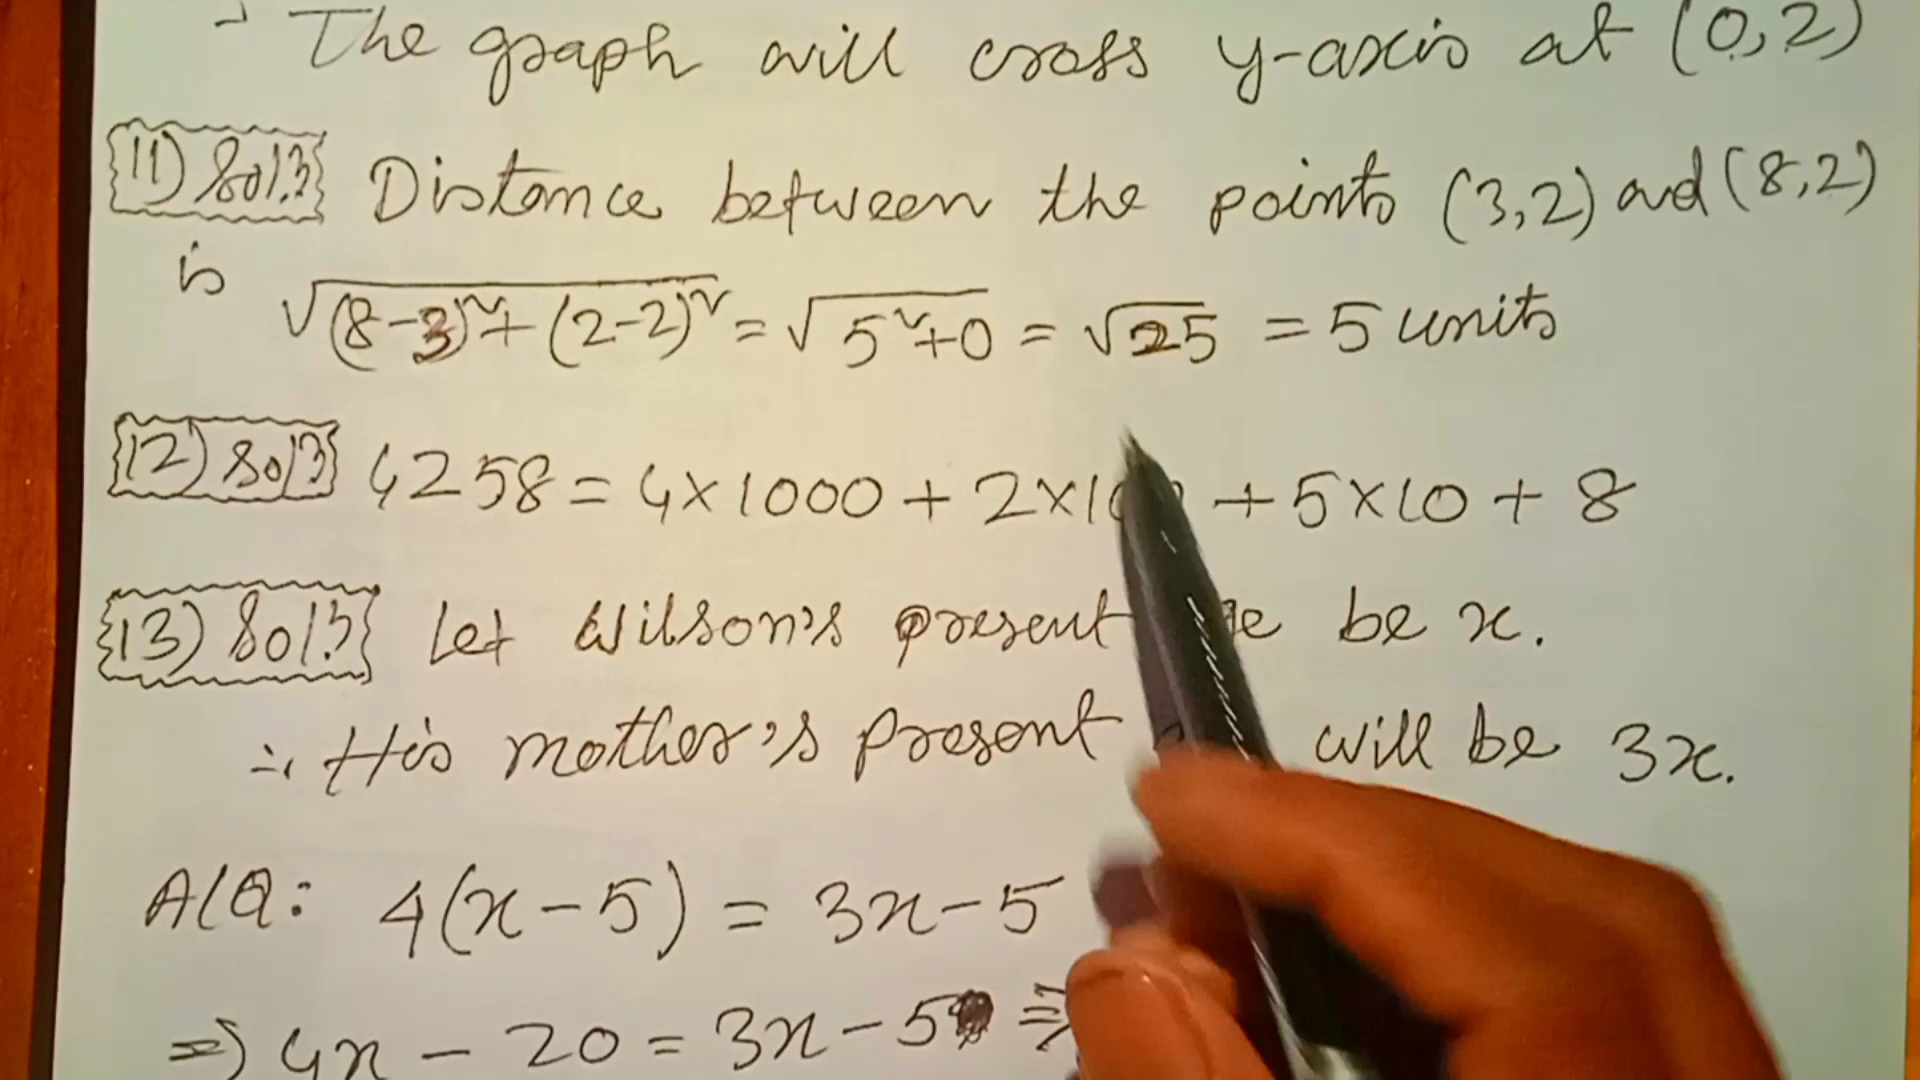 The graph will cross y-axis at (0,2)
11) Sol: Distance between the points (3,2) and (8,2)
is √((8-3)²+(2-2)²) = √(5²+0) = √25 = 5 units
12) Sol: 4258 = 4×1000 + 2×10 + 5×10 + 8
13) Sol: Let Wilson's present be x.
∴ His mother's present will be 3x.
A/Q: 4(x-5) = 3x-5
⇒ 4x - 20 = 3x-5 ⇒